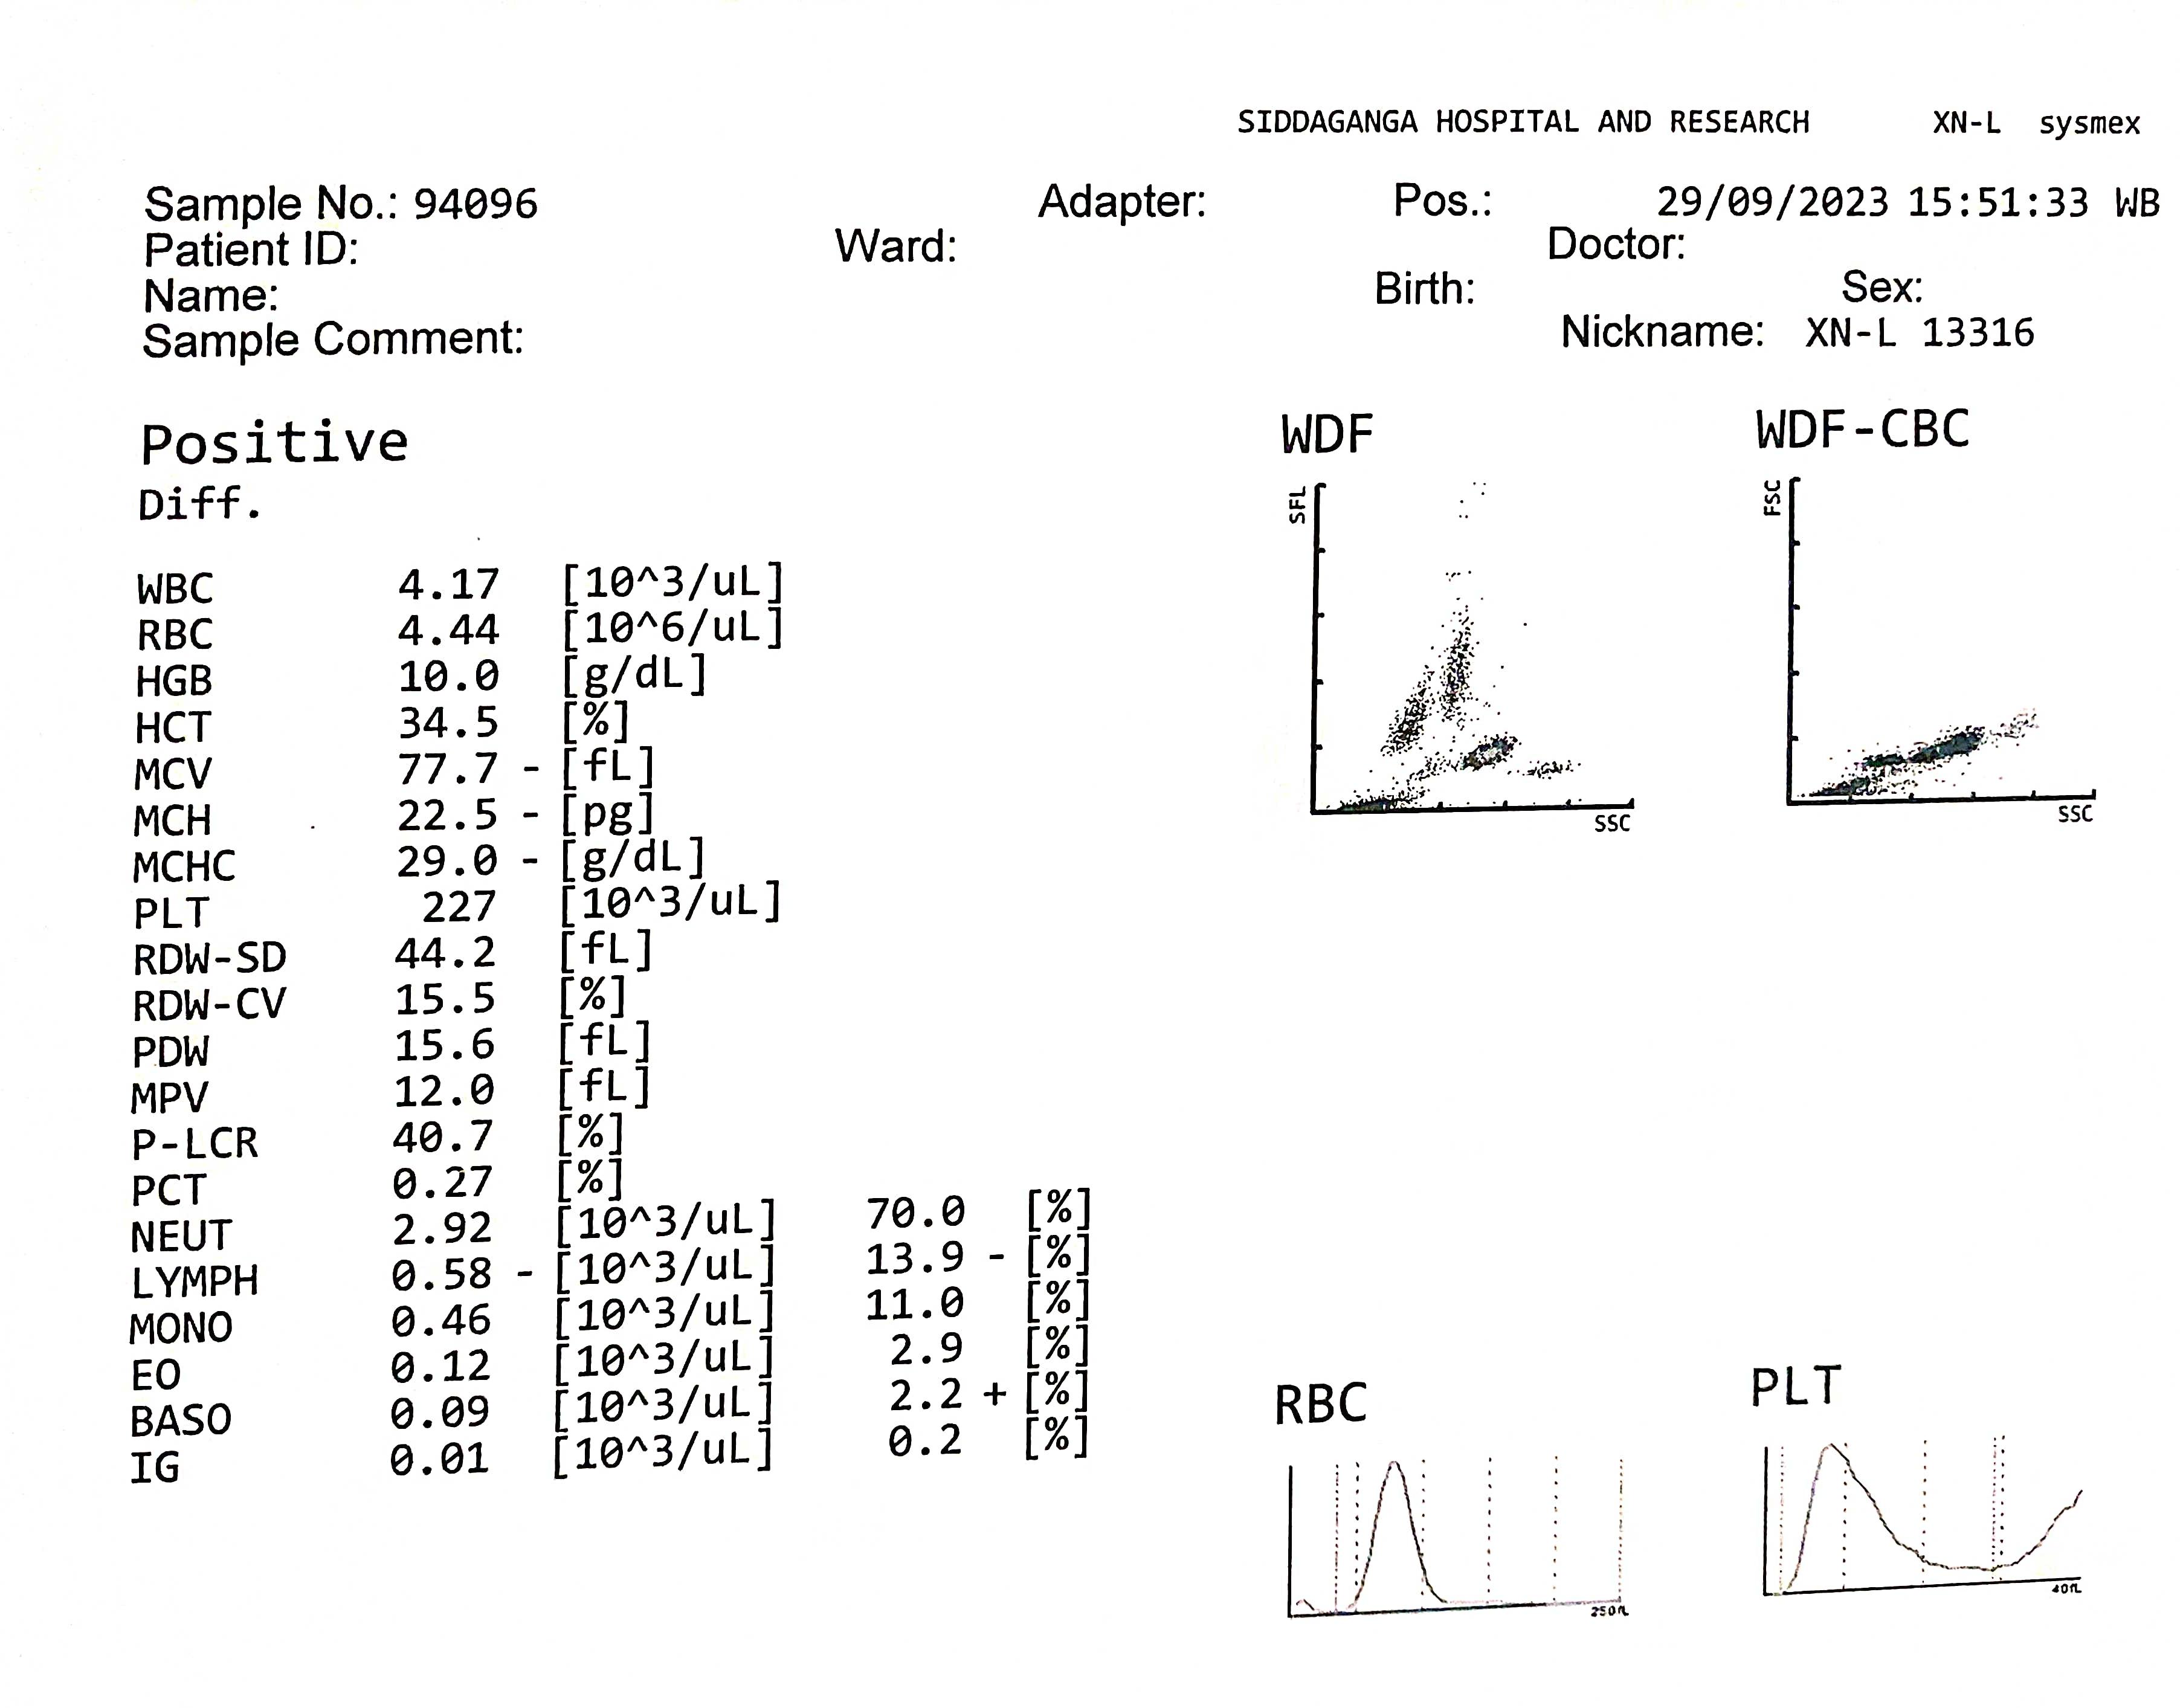 SIDDAGANGA HOSPITAL AND RESEARCH XN-L sysmex
Sample No.: 94096 Adapter: Pos.: 29/09/2023 15:51:33 WB
Patient ID: Ward: Doctor:
Name: Birth: Sex:
Sample Comment: Nickname: XN-L 13316
Positive
Diff.
WBC 4.17 [10^3/uL]
RBC 4.44 [10^6/uL]
HGB 10.0 [g/dL]
HCT 34.5 [%]
MCV 77.7 - [fL]
MCH 22.5 - [pg]
MCHC 29.0 - [g/dL]
PLT 227 [10^3/uL]
RDW-SD 44.2 [fL]
RDW-CV 15.5 [%]
PDW 15.6 [fL]
MPV 12.0 [fL]
P-LCR 40.7 [%]
PCT 0.27 [%]
NEUT 2.92 [10^3/uL] 70.0 [%]
LYMPH 0.58 - [10^3/uL] 13.9 - [%]
MONO 0.46 [10^3/uL] 11.0 [%]
EO 0.12 [10^3/uL] 2.9 [%]
BASO 0.09 [10^3/uL] 2.2 + [%]
IG 0.01 [10^3/uL] 0.2 [%]
WDF
SFL
SSC
WDF-CBC
FSC
SSC
RBC
250fL
PLT
40fL